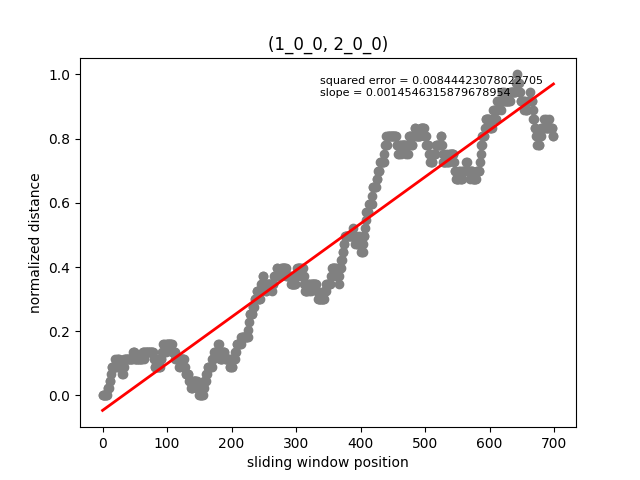 (1_0_0, 2_0_0)
squared error = 0.00844423078022705
slope = 0.0014546315879678954
1.0
0.8
0.6
0.4
0.2
0.0
normalized distance
0 100 200 300 400 500 600 700
sliding window position